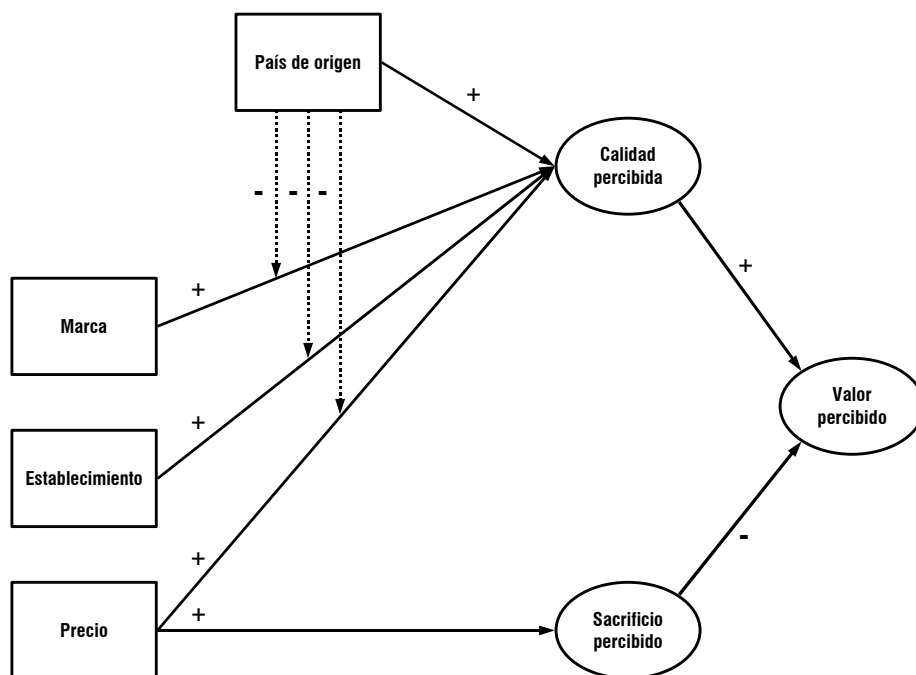 País de origen
+
Calidad
percibida
- - -
+
+
Marca
Valor
percibido
+
Establecimiento
-
+
+
Precio
Sacrificio
percibido